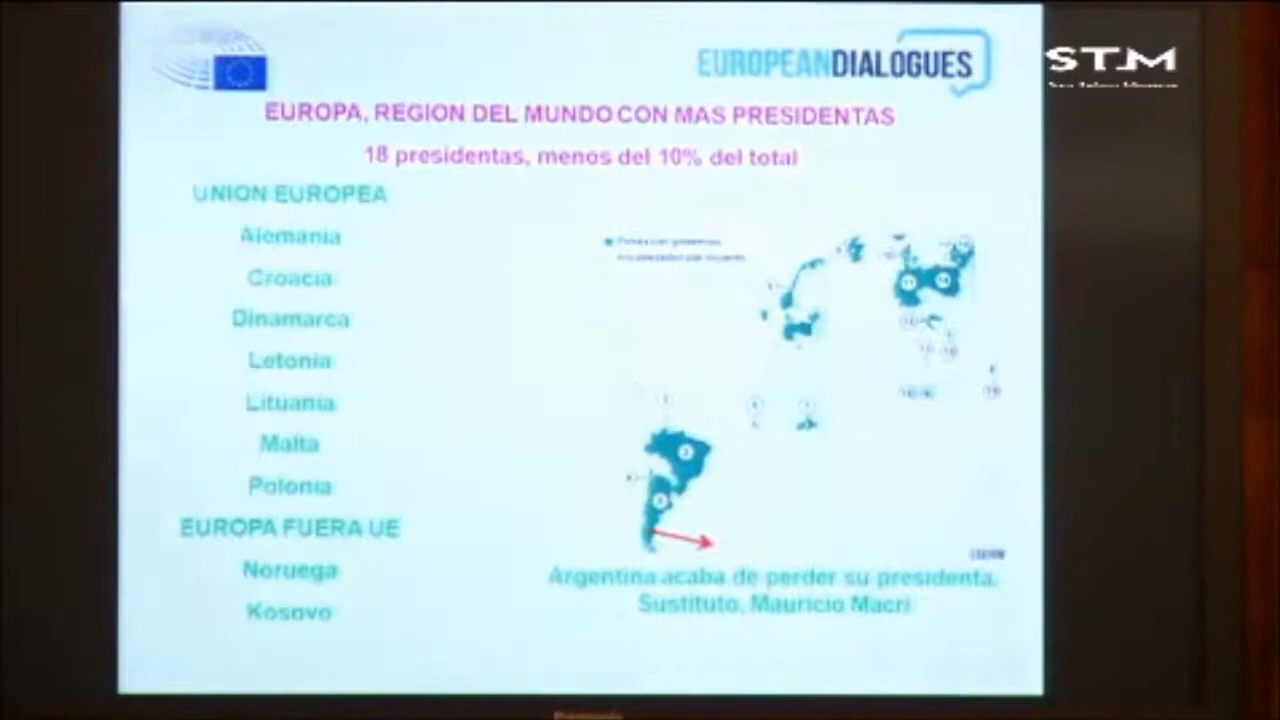 EUROPEANDIALOGUES
STM
EUROPA, REGION DEL MUNDO CON MAS PRESIDENTAS
18 presidentas, menos del 10% del total
UNION EUROPEA
Alemania
Croacia
Dinamarca
Letonia
Lituania
Malta
Polonia
EUROPA FUERA UE
Noruega
Kosovo
Argentina acaba de perder su presidenta.
Sustituto, Mauricio Macri